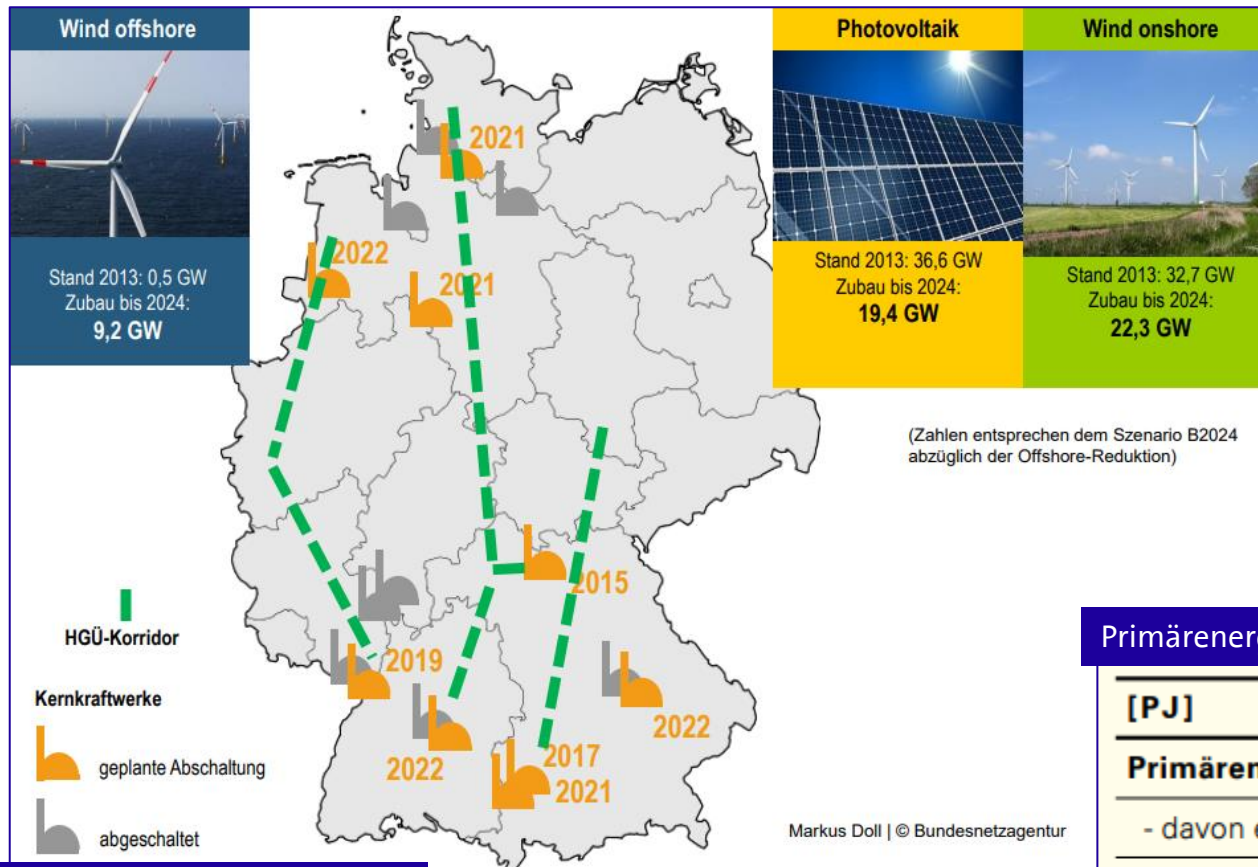 Wind offshore
Stand 2013: 0,5 GW
Zubau bis 2024:
9,2 GW
Photovoltaik
Stand 2013: 36,6 GW
Zubau bis 2024:
19,4 GW
Wind onshore
Stand 2013: 32,7 GW
Zubau bis 2024:
22,3 GW
(Zahlen entsprechen dem Szenario B2024
abzüglich der Offshore-Reduktion)
2021
2022
2021
2015
2019
2022
2022
2017
2021
HGÜ-Korridor
Kernkraftwerke
geplante Abschaltung
abgeschaltet
Markus Doll | © Bundesnetzagentur
[PJ]
- davon